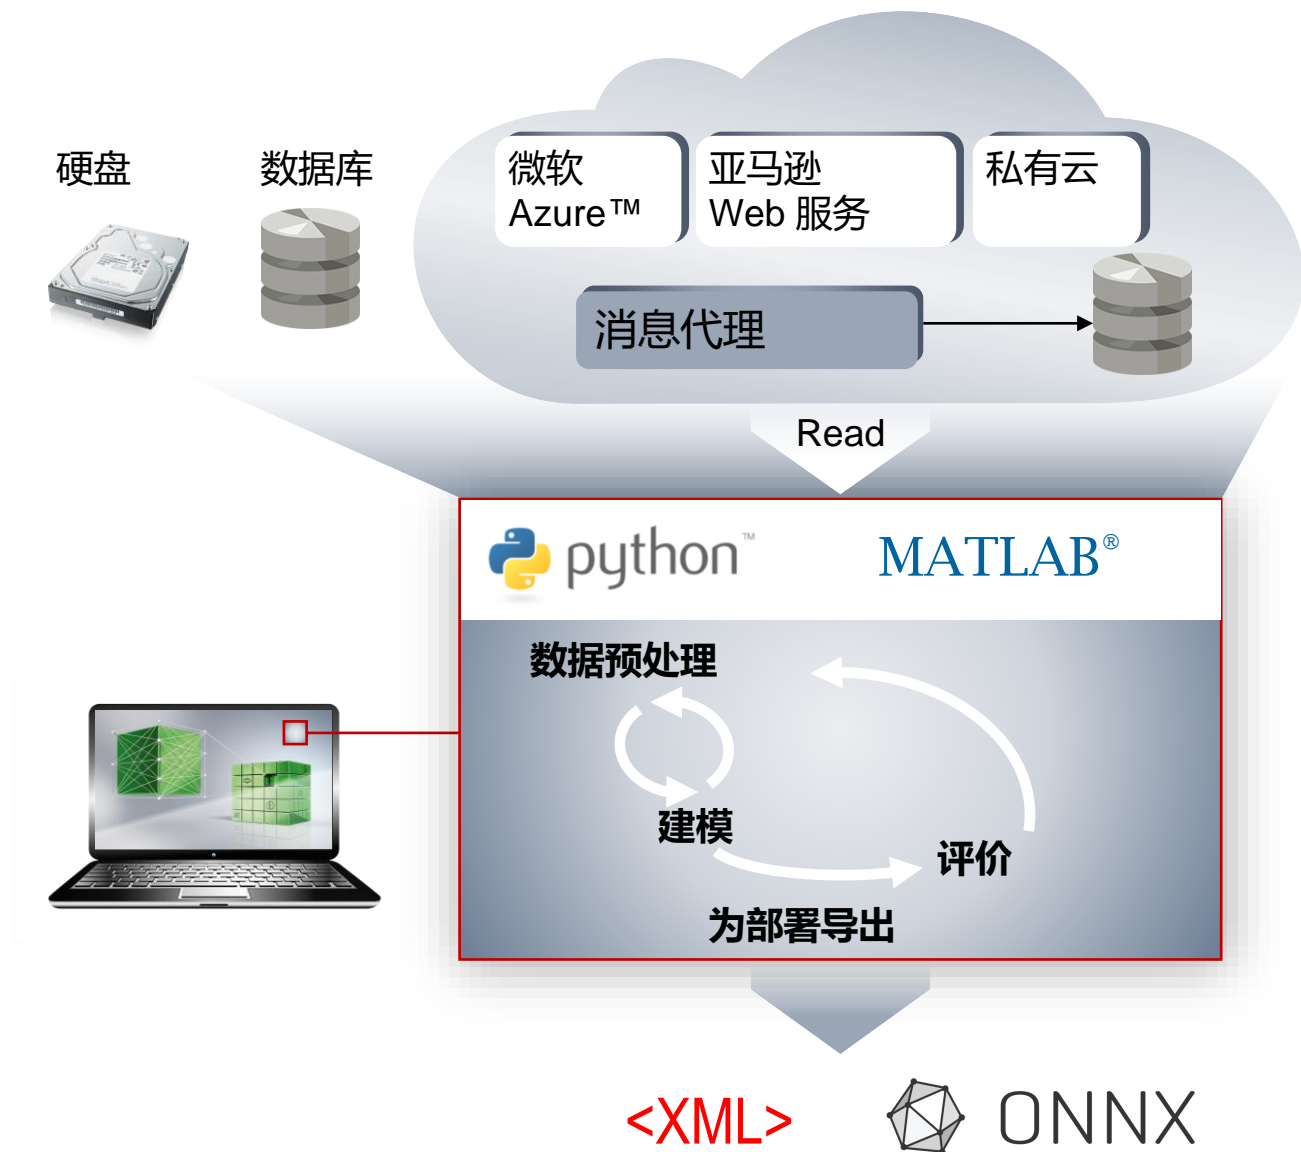 硬盘
数据库
微软
Azure™
亚马逊
Web 服务
私有云
消息代理
Read
python™
MATLAB®
数据预处理
建模
评价
为部署导出
<XML>
ONNX